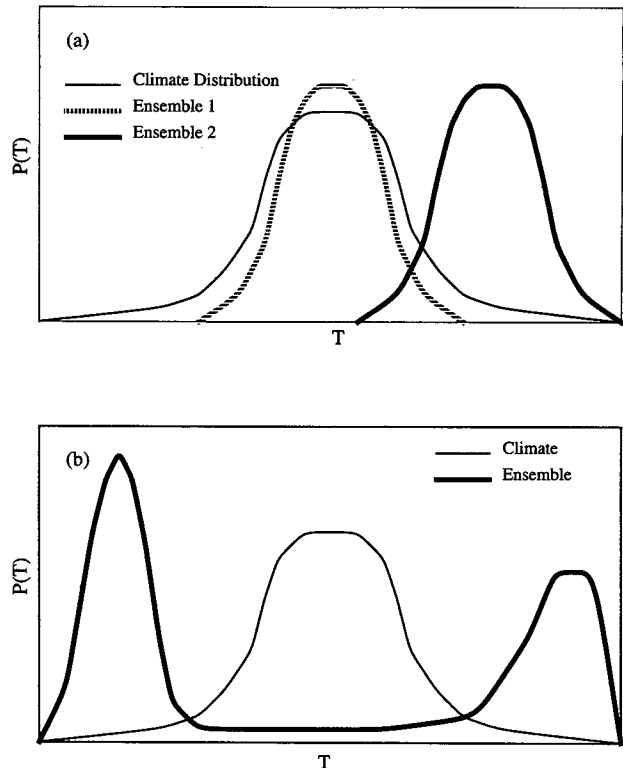 (a)
Climate Distribution
Ensemble 1
Ensemble 2
P(T)
T
(b)
Climate
Ensemble
P(T)
T